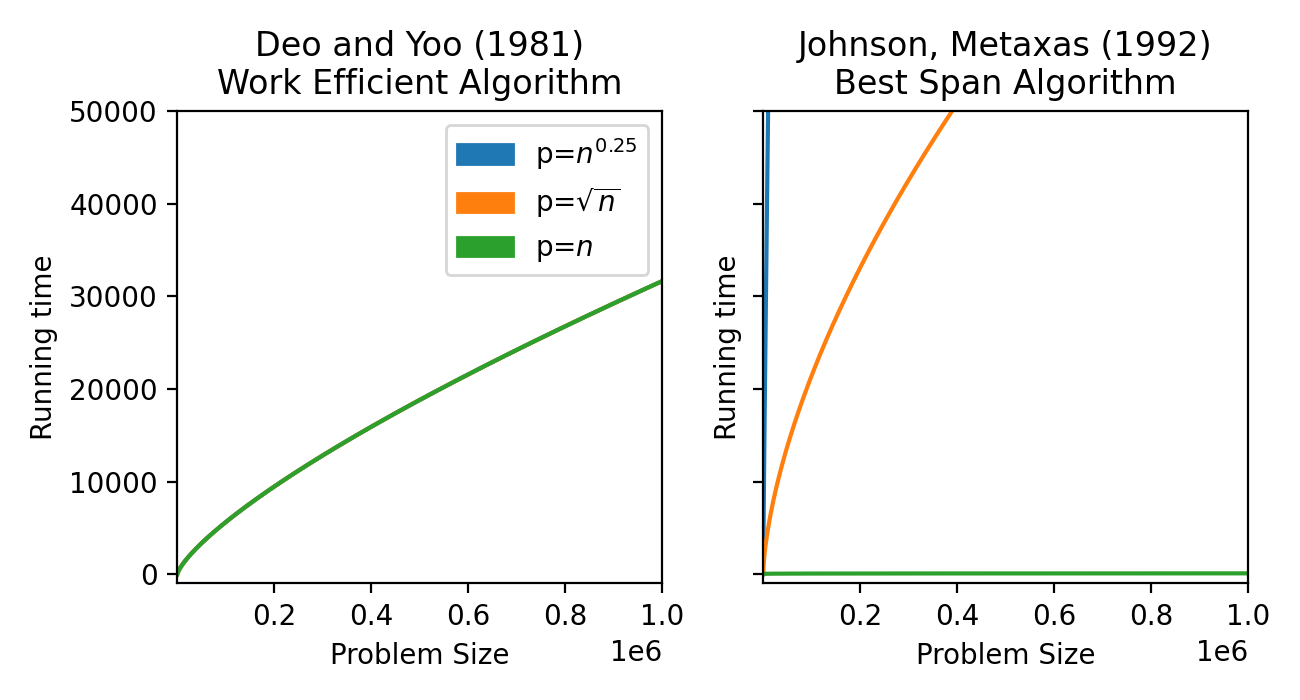 Deo and Yoo (1981)
Work Efficient Algorithm
50000
40000
30000
20000
10000
0
Running time
p=n^0.25
p=√n
p=n
0.2 0.4 0.6 0.8 1.0
1e6
Problem Size
Johnson, Metaxas (1992)
Best Span Algorithm
Running time
0.2 0.4 0.6 0.8 1.0
1e6
Problem Size